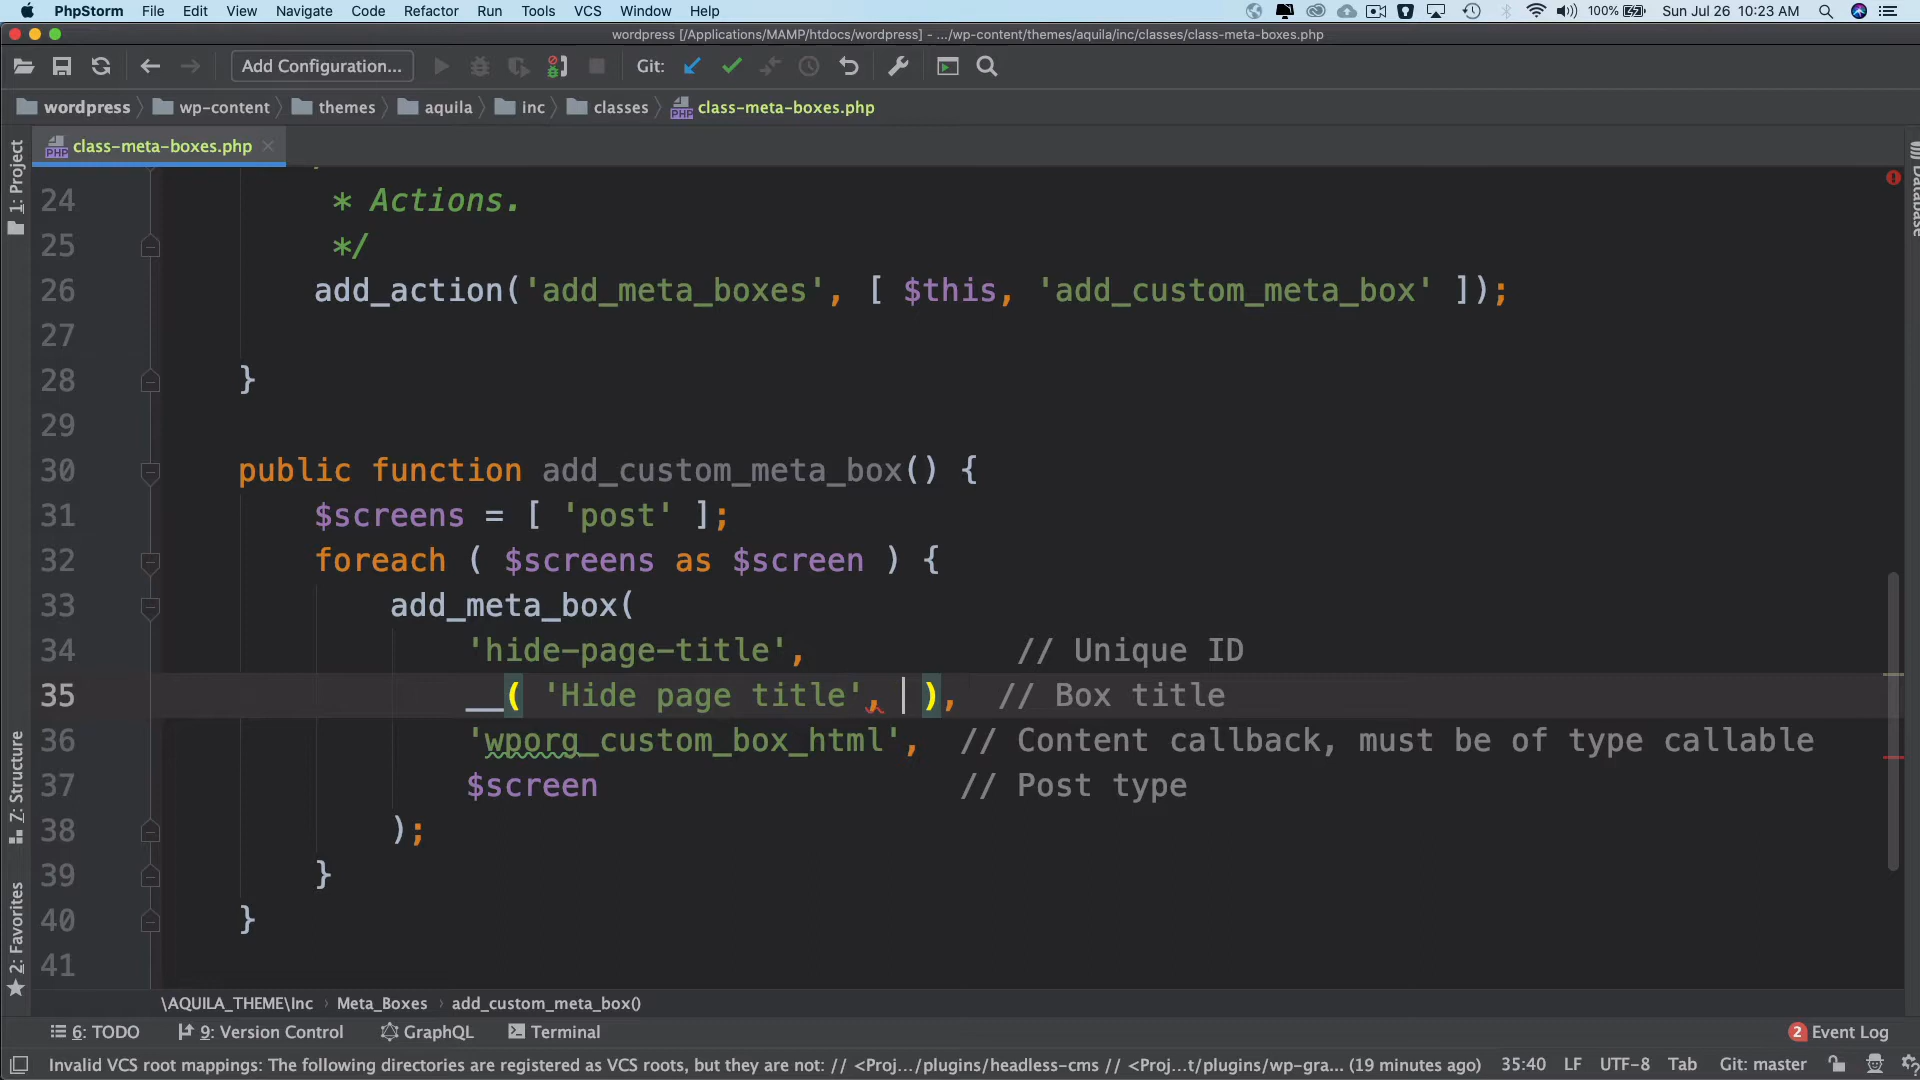 PhpStorm File Edit View Navigate Code Refactor Run Tools VCS Window Help 100% Sun Jul 26 10:23 AM
wordpress [/Applications/MAMP/htdocs/wordpress] - .../wp-content/themes/aquila/inc/classes/class-meta-boxes.php
Add Configuration... Git:
wordpress wp-content themes aquila inc classes class-meta-boxes.php
class-meta-boxes.php
1: Project
Database
24 * Actions.
25 */
26 add_action('add_meta_boxes', [ $this, 'add_custom_meta_box' ]);
27
28 }
29
30 public function add_custom_meta_box() {
31 $screens = [ 'post' ];
32 foreach ( $screens as $screen ) {
33 add_meta_box(
34 'hide-page-title', // Unique ID
35 __( 'Hide page title', ), // Box title
36 'wporg_custom_box_html', // Content callback, must be of type callable
37 $screen // Post type
38 );
39 }
40 }
41
Z: Structure
2: Favorites
\AQUILA_THEME\Inc › Meta_Boxes › add_custom_meta_box()
6: TODO 9: Version Control GraphQL Terminal 2 Event Log
Invalid VCS root mappings: The following directories are registered as VCS roots, but they are not: // <Proj.../plugins/headless-cms // <Proj...t/plugins/wp-gra... (19 minutes ago) 35:40 LF UTF-8 Tab Git: master